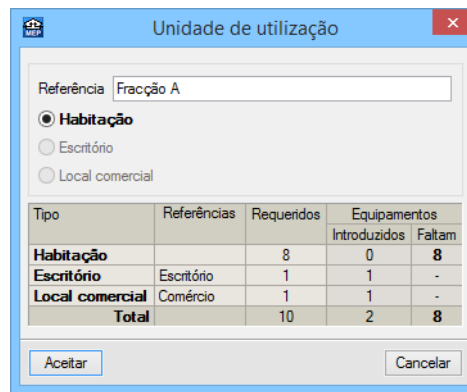 MEP
Unidade de utilização
×
Referência Fracção A
Habitação
Escritório
Local comercial
Tipo Referências Requeridos Equipamentos
Introduzidos Faltam
Habitação 8 0 8
Escritório Escritório 1 1 -
Local comercial Comércio 1 1 -
Total 10 2 8
Aceitar Cancelar